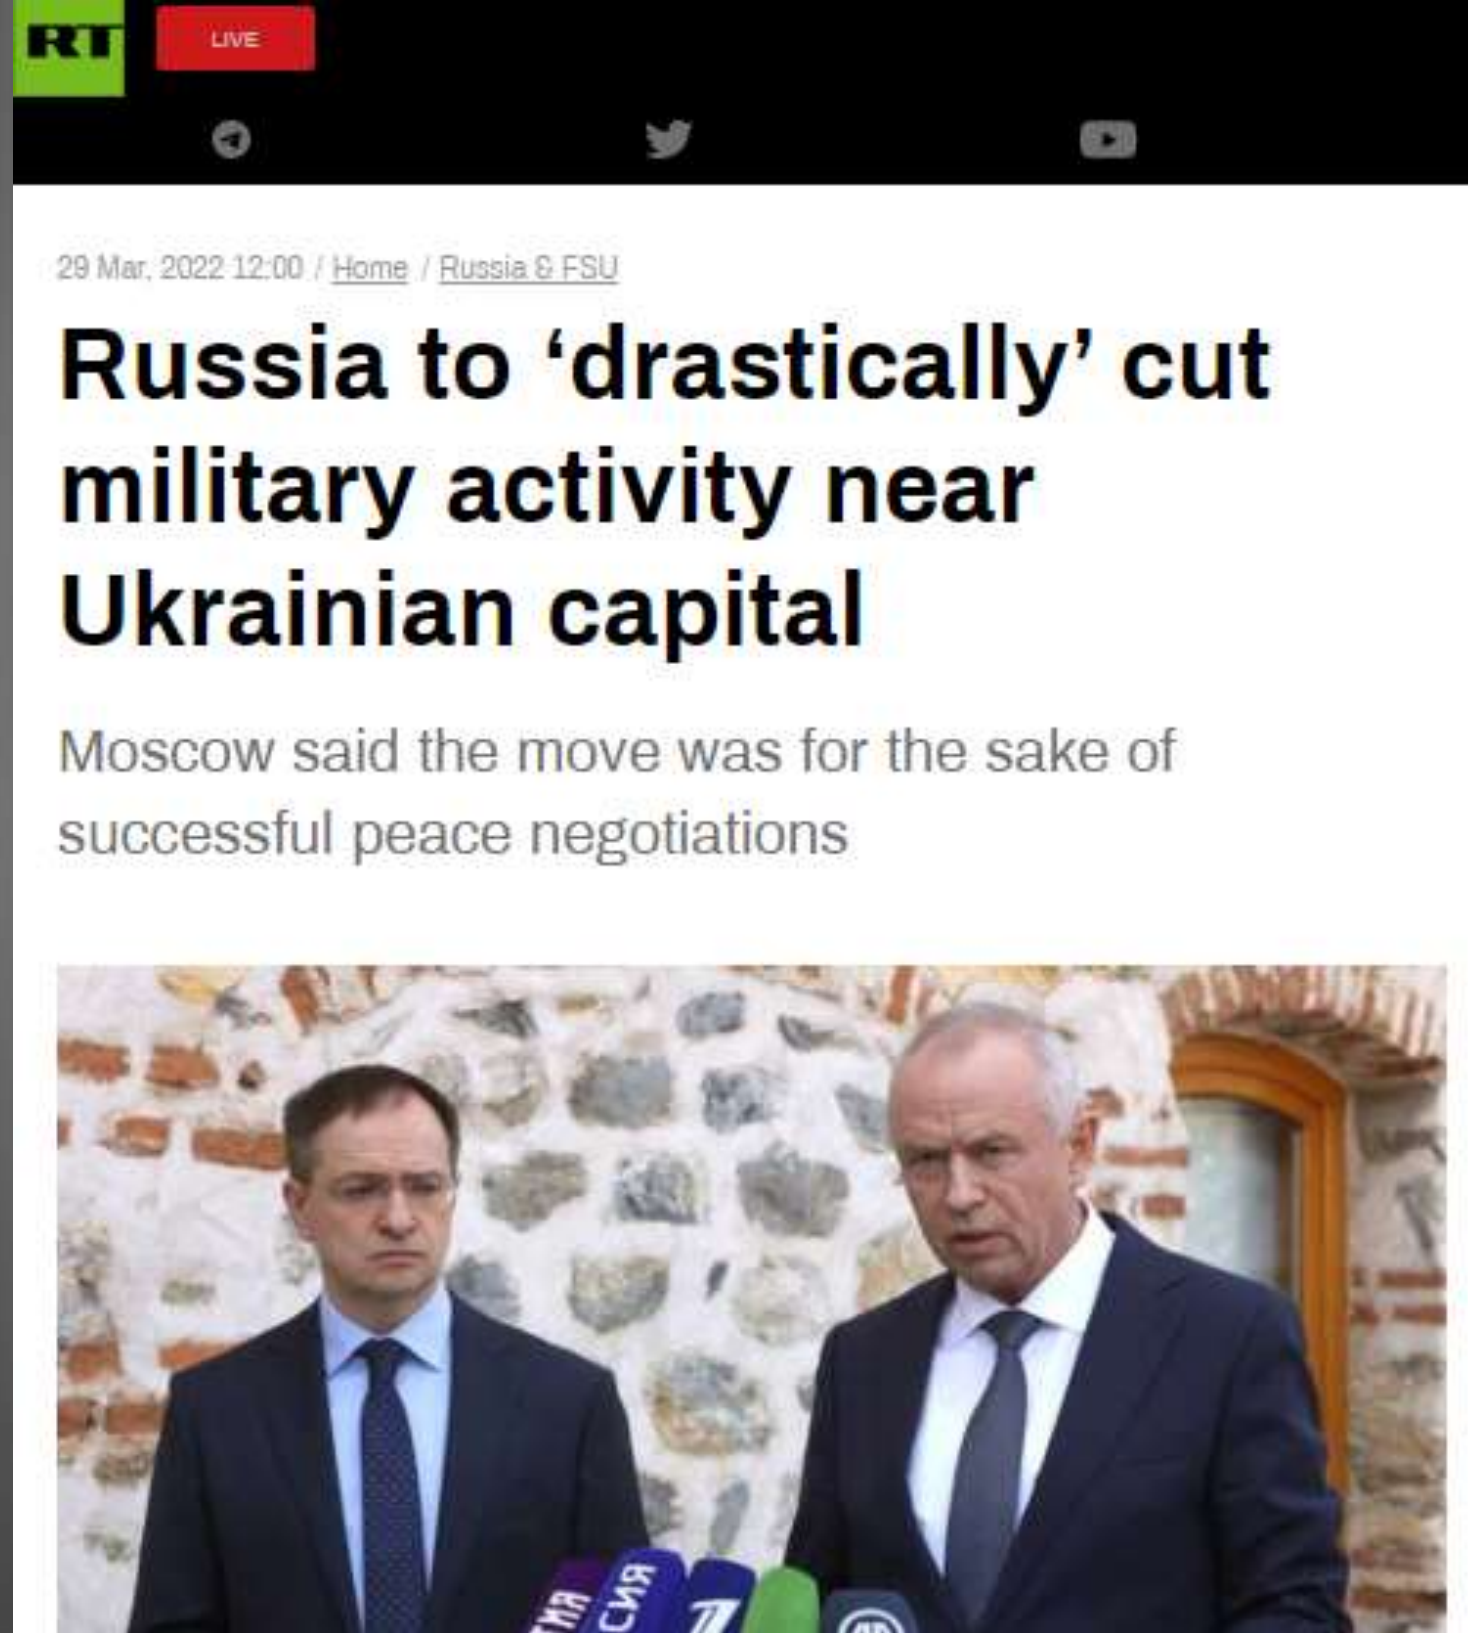 RT
LIVE
29 Mar, 2022 12:00 / Home / Russia & FSU
Russia to ‘drastically’ cut
military activity near
Ukrainian capital
Moscow said the move was for the sake of
successful peace negotiations